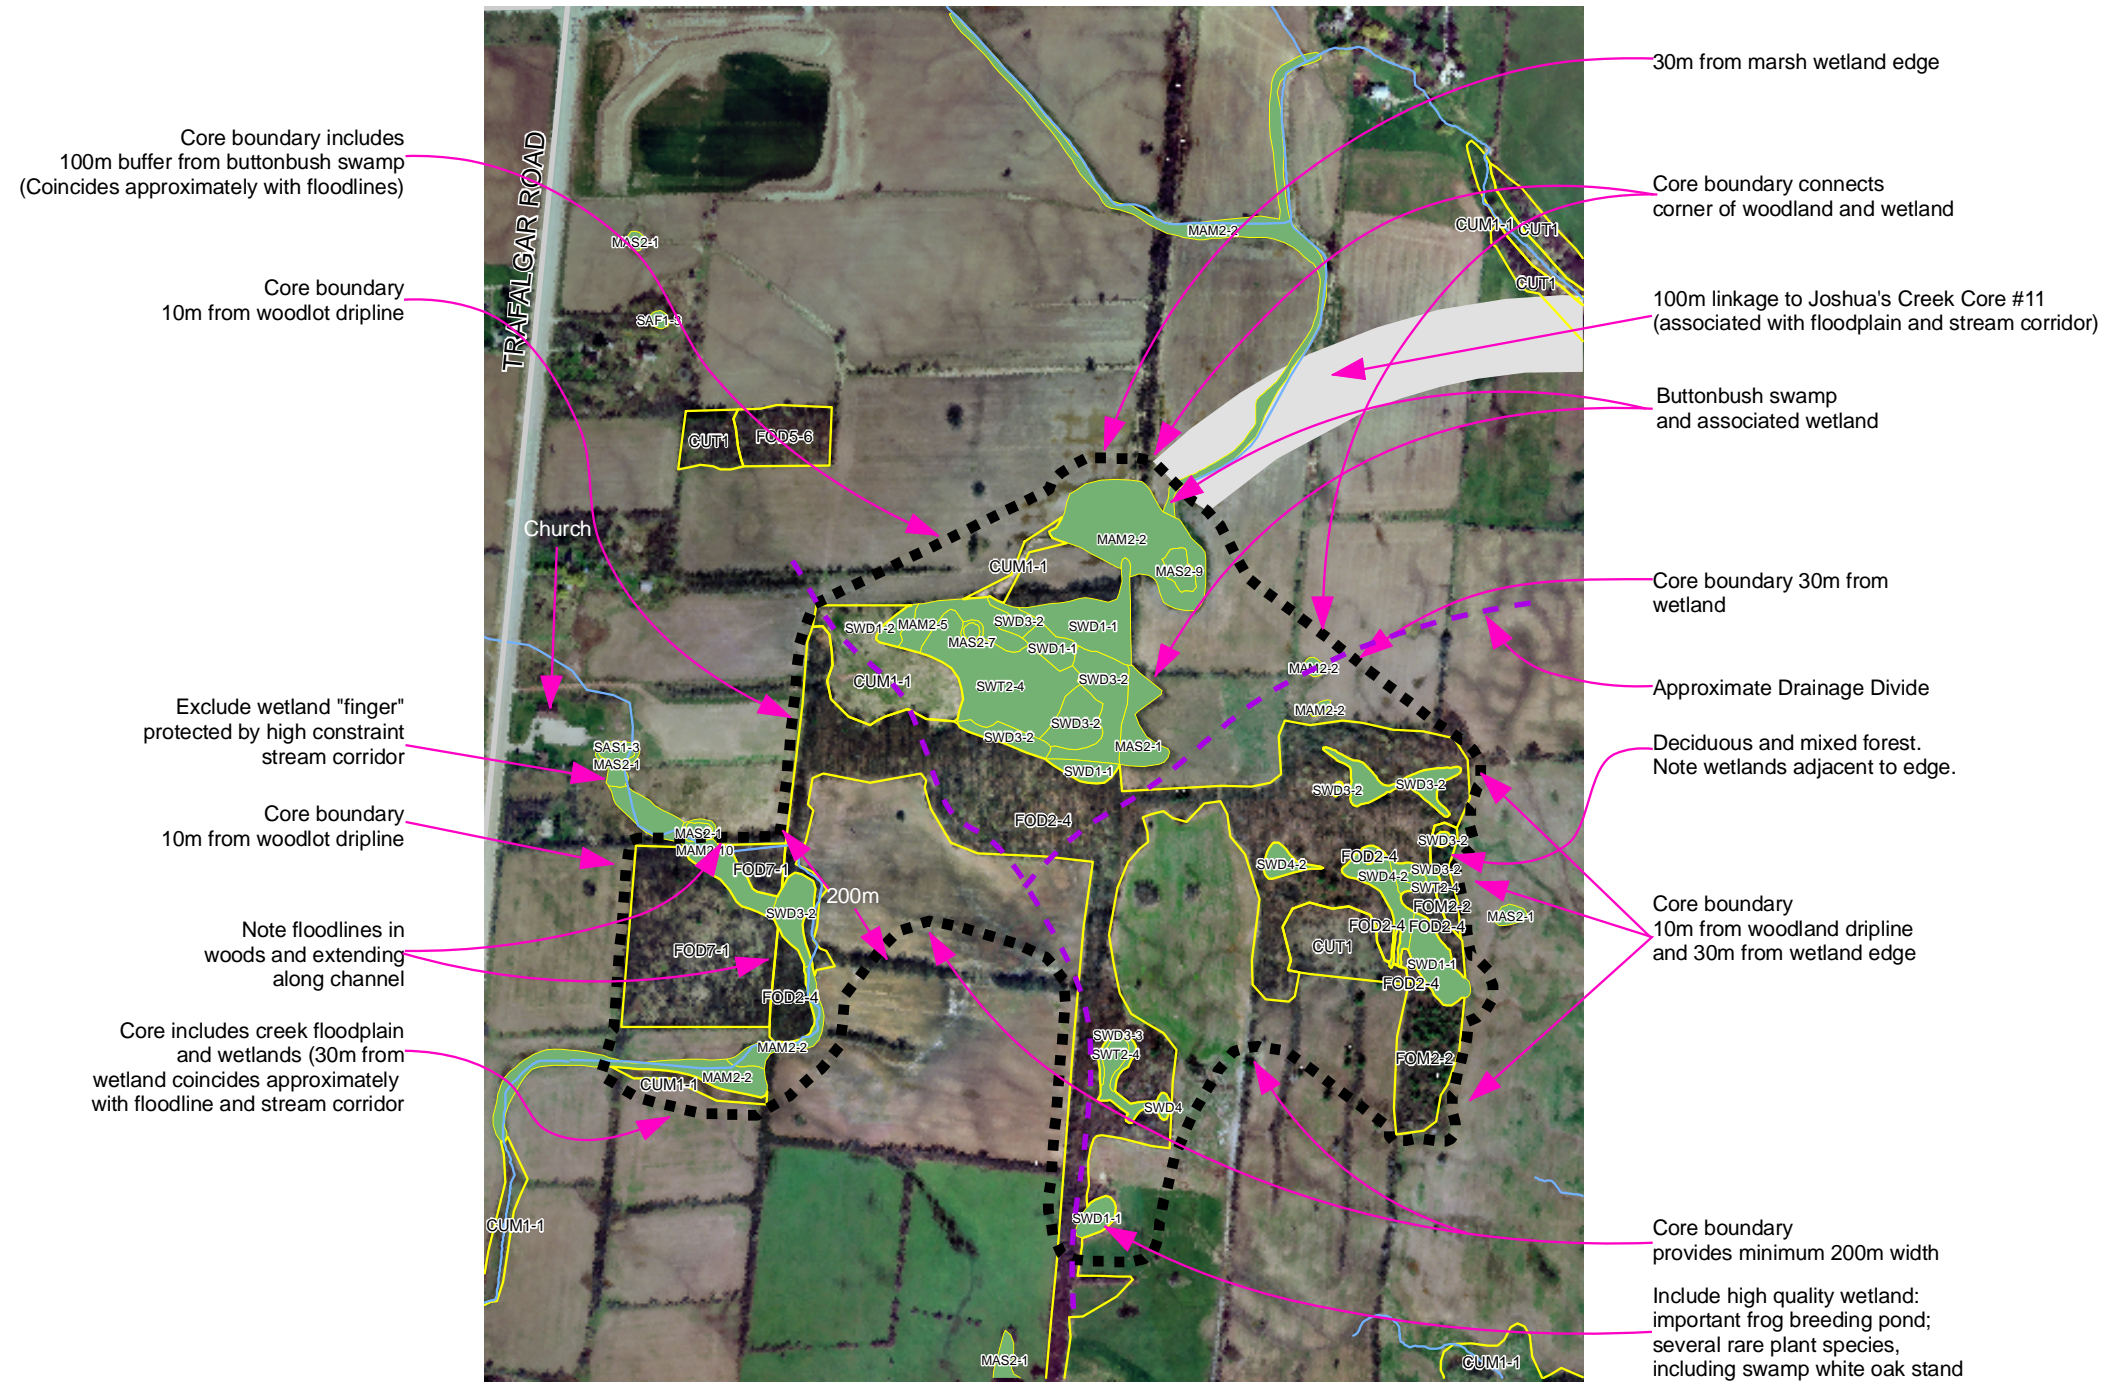 Core boundary includes
100m buffer from buttonbush swamp
(Coincides approximately with floodlines)
Core boundary
10m from woodlot dripline
Exclude wetland "finger"
protected by high constraint
stream corridor
Core boundary
10m from woodlot dripline
Note floodlines in
woods and extending
along channel
Core includes creek floodplain
and wetlands (30m from
wetland coincides approximately
with floodline and stream corridor
TRAFALGAR ROAD
MAS2-1
SAF1-3
CUT1
FOD5-6
Church
MAM2-2
CUM1-1
CUT1
CUT1
MAM2-2
MAS2-9
CUM1-1
SWD1-2
MAM2-5
SWD3-2
SWD1-1
MAS2-7
SWD1-1
CUM1-1
SWT2-4
SWD3-2
SWD3-2
SWD3-2
MAS2-1
SWD1-1
MAM2-2
MAM2-2
SAS1-3
MAS2-1
MAS2-1
MAM2-10
FOD7-1
200m
SWD3-2
FOD7-1
FOD2-4
MAM2-2
MAM2-2
CUM1-1
CUM1-1
FOD2-4
SWD3-2
SWD3-2
SWD3-2
SWD4-2
FOD2-4
SWD4-2
SWD3-2
SWT2-4
FOM2-2
FOD2-4
FOD2-4
MAS2-1
CUT1
SWD1-1
FOD2-4
SWD3-3
SWT2-4
FOM2-2
SWD4
SWD1-1
MAS2-1
CUM1-1
30m from marsh wetland edge
Core boundary connects
corner of woodland and wetland
100m linkage to Joshua's Creek Core #11
(associated with floodplain and stream corridor)
Buttonbush swamp
and associated wetland
Core boundary 30m from
wetland
Approximate Drainage Divide
Deciduous and mixed forest.
Note wetlands adjacent to edge.
Core boundary
10m from woodland dripline
and 30m from wetland edge
Core boundary
provides minimum 200m width
Include high quality wetland:
important frog breeding pond;
several rare plant species,
including swamp white oak stand